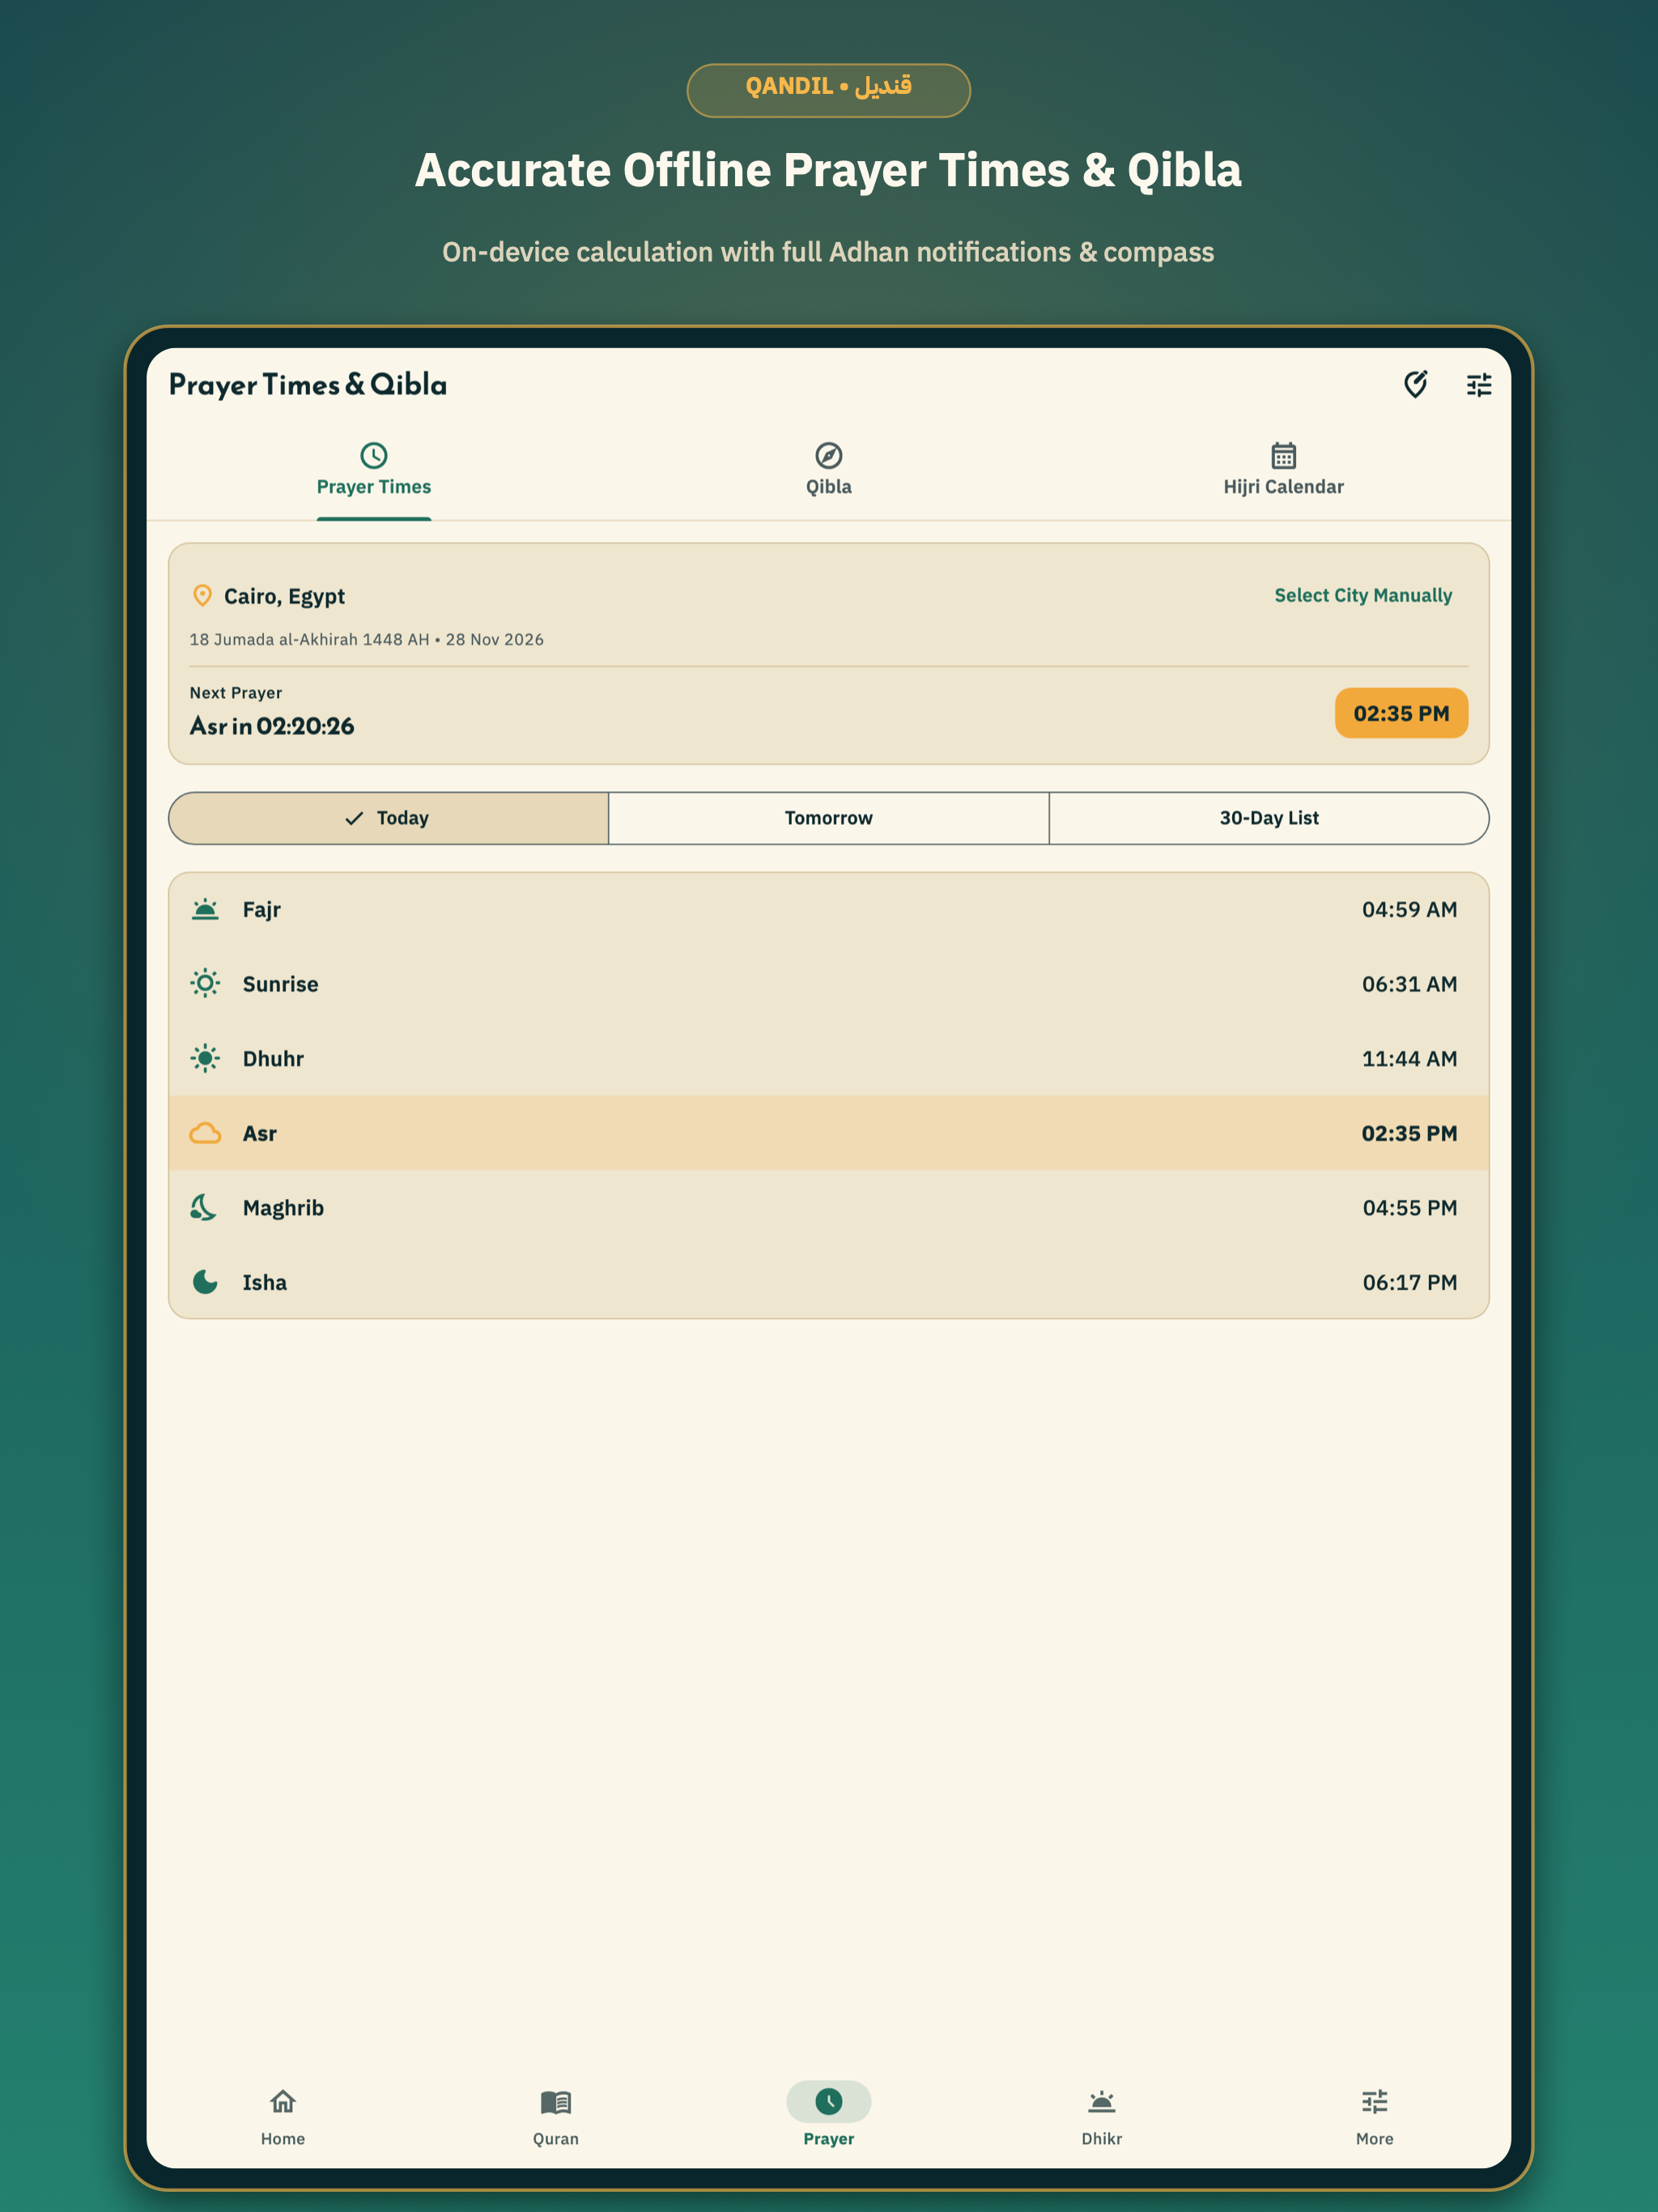 QANDIL • قنديل
Accurate Offline Prayer Times & Qibla
On-device calculation with full Adhan notifications & compass
Prayer Times & Qibla
Prayer Times
Qibla
Hijri Calendar
Cairo, Egypt
Select City Manually
18 Jumada al-Akhirah 1448 AH • 28 Nov 2026
Next Prayer
Asr in 02:20:26
02:35 PM
Today
Tomorrow
30-Day List
Fajr
04:59 AM
Sunrise
06:31 AM
Dhuhr
11:44 AM
Asr
02:35 PM
Maghrib
04:55 PM
Isha
06:17 PM
Home
Quran
Prayer
Dhikr
More